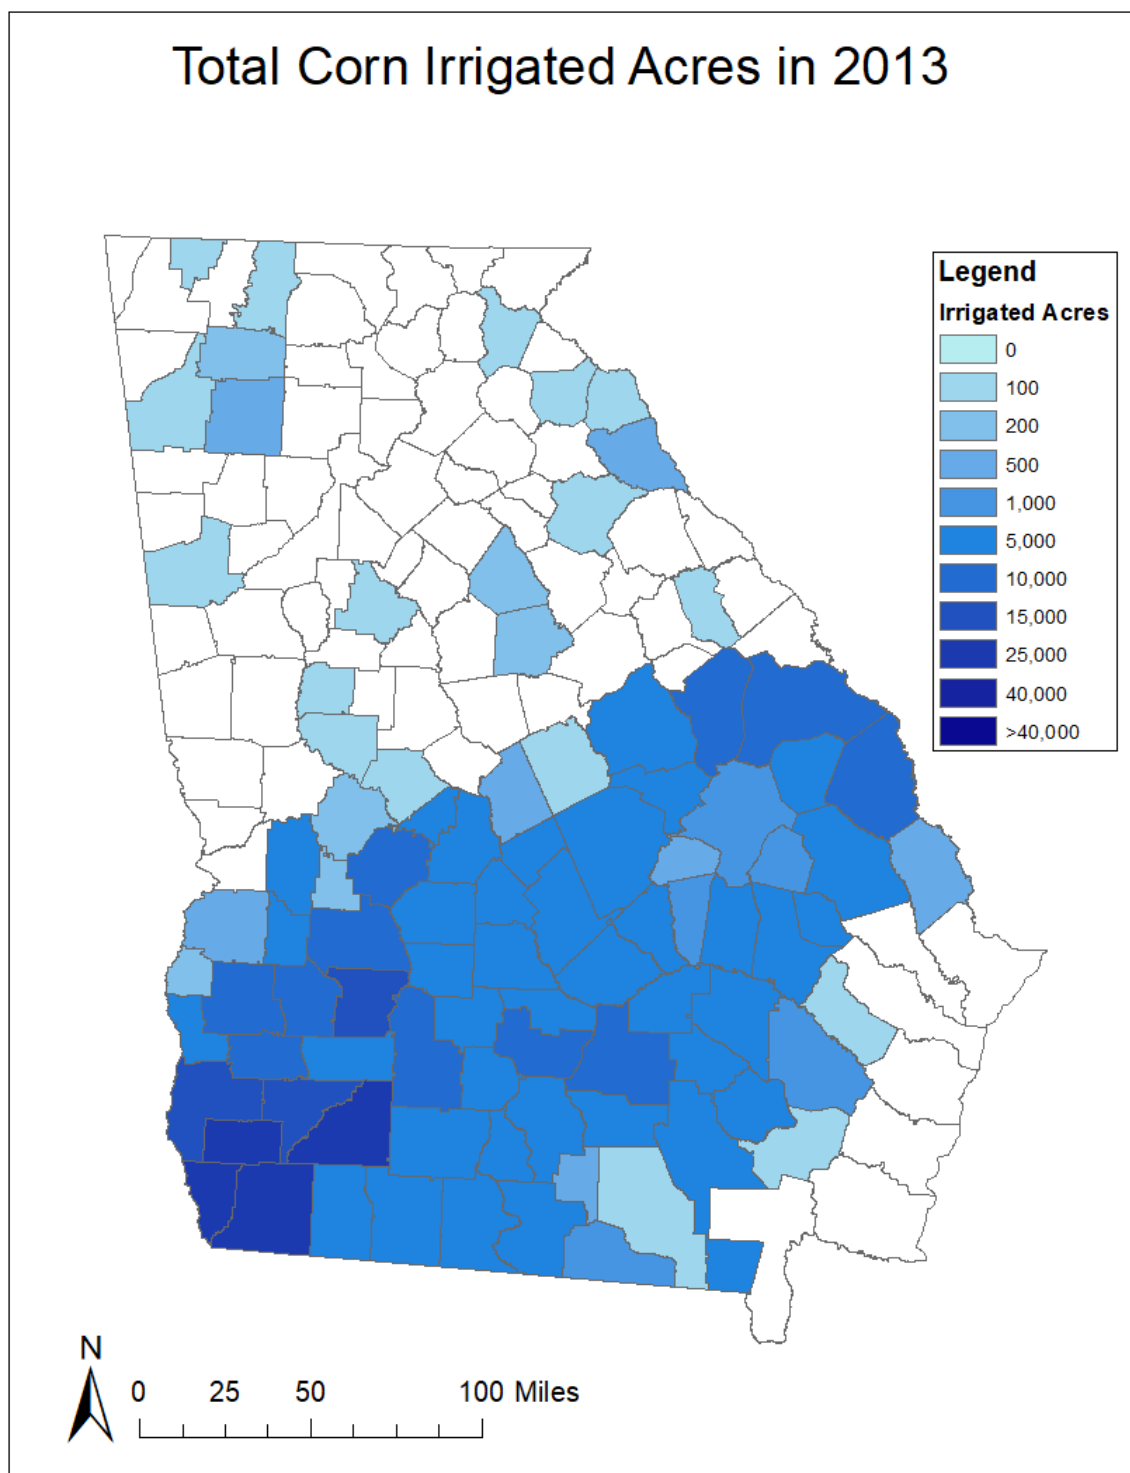 Total Corn Irrigated Acres in 2013
Legend
Irrigated Acres
0
100
200
500
1,000
5,000
10,000
15,000
25,000
40,000
>40,000
N
0 25 50 100 Miles